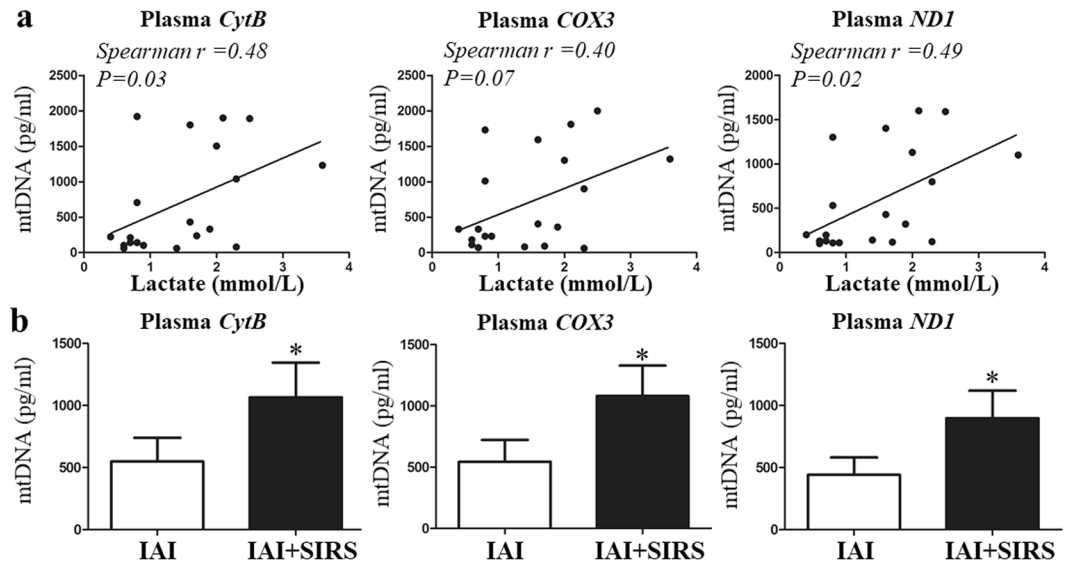 a
Plasma CytB
Plasma COX3
Plasma ND1
Spearman r =0.48
P=0.03
Spearman r =0.40
P=0.07
Spearman r =0.49
P=0.02
mtDNA (pg/ml)
2500
2000
1500
1000
500
0
0 1 2 3 4
Lactate (mmol/L)
mtDNA (pg/ml)
2500
2000
1500
1000
500
0
0 1 2 3 4
Lactate (mmol/L)
mtDNA (pg/ml)
2000
1500
1000
500
0
0 1 2 3 4
Lactate (mmol/L)
b
Plasma CytB
Plasma COX3
Plasma ND1
mtDNA (pg/ml)
1500
1000
500
0
*
IAI IAI+SIRS
mtDNA (pg/ml)
1500
1000
500
0
*
IAI IAI+SIRS
mtDNA (pg/ml)
1500
1000
500
0
*
IAI IAI+SIRS